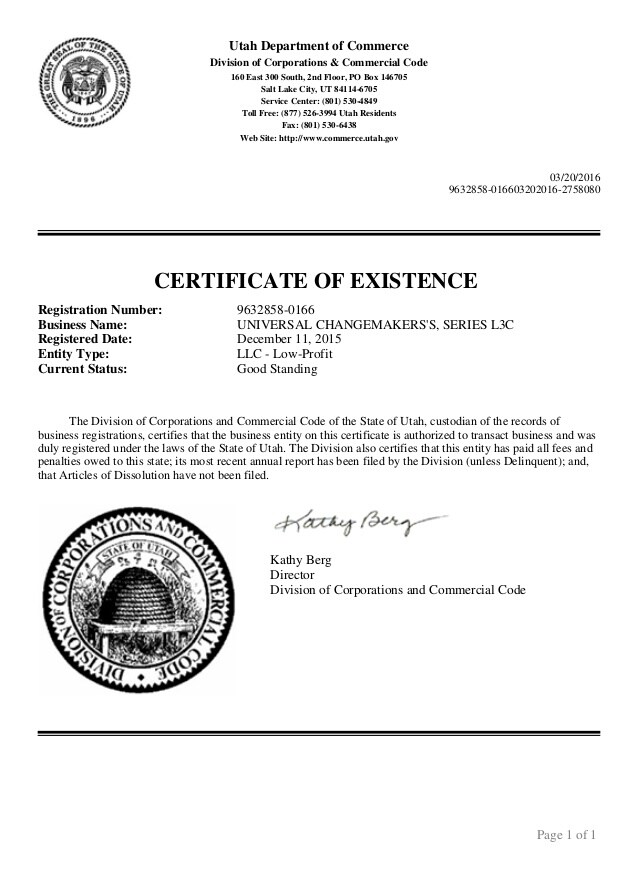 THE GREAT SEAL OF THE STATE OF UTAH
1896
Utah Department of Commerce
Division of Corporations & Commercial Code
160 East 300 South, 2nd Floor, PO Box 146705
Salt Lake City, UT 84114-6705
Service Center: (801) 530-4849
Toll Free: (877) 526-3994 Utah Residents
Fax: (801) 530-6438
Web Site: http://www.commerce.utah.gov
03/20/2016
9632858-016603202016-2758080
CERTIFICATE OF EXISTENCE
Registration Number: 9632858-0166
Business Name: UNIVERSAL CHANGEMAKERS'S, SERIES L3C
Registered Date: December 11, 2015
Entity Type: LLC - Low-Profit
Current Status: Good Standing
The Division of Corporations and Commercial Code of the State of Utah, custodian of the records of
business registrations, certifies that the business entity on this certificate is authorized to transact business and was
duly registered under the laws of the State of Utah. The Division also certifies that this entity has paid all fees and
penalties owed to this state; its most recent annual report has been filed by the Division (unless Delinquent); and,
that Articles of Dissolution have not been filed.
DIVISION OF CORPORATIONS AND COMMERCIAL CODE
STATE OF UTAH
Kathy Berg
Kathy Berg
Director
Division of Corporations and Commercial Code
Page 1 of 1